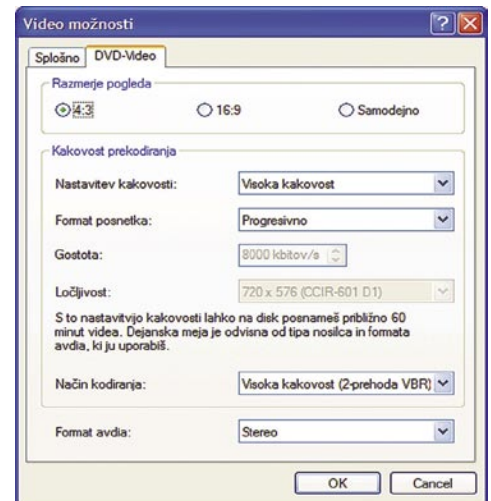 Video možnosti
Splošno DVD-Video
Razmerje pogleda
4:3 16:9 Samodejno
Kakovost prekodiranja
Nastavitev kakovosti: Visoka kakovost
Format posnetka: Progresivno
Gostota: 8000 kbitov/s
Ločljivost: 720 x 576 (CCIR-601 D1)
S to nastavitvijo kakovosti lahko na disk posnameš približno 60
minut videa. Dejanska meja je odvisna od tipa nosilca in formata
avdia, ki ju uporabiš.
Način kodiranja: Visoka kakovost (2-prehoda VBR)
Format avdia: Stereo
OK Cancel